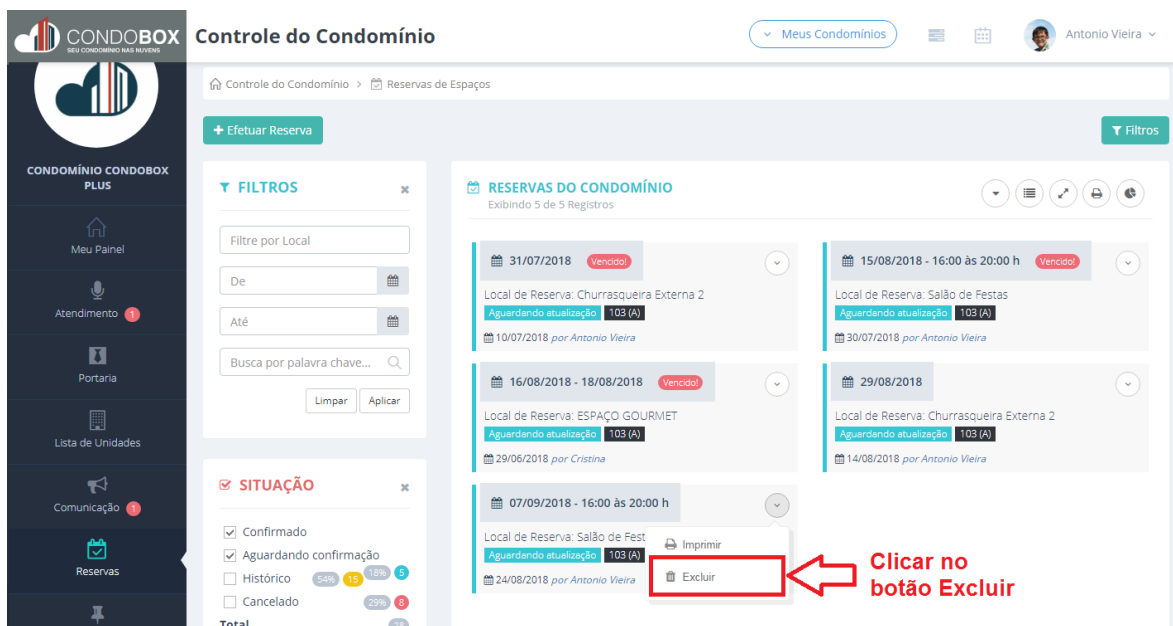 CONDOBOX
SEU CONDOMÍNIO NAS NUVENS
Controle do Condomínio
Meus Condomínios
Antonio Vieira
Controle do Condomínio > Reservas de Espaços
+ Efetuar Reserva
Filtros
CONDOMÍNIO CONDOBOX
PLUS
Meu Painel
Atendimento 1
Portaria
Lista de Unidades
Comunicação 1
Reservas
FILTROS
Filtre por Local
De
Até
Busca por palavra chave...
Limpar Aplicar
SITUAÇÃO
Confirmado
Aguardando confirmação
18% 5
Histórico 54% 15
Cancelado 29% 8
Total 28
RESERVAS DO CONDOMÍNIO
Exibindo 5 de 5 Registros
31/07/2018 Vencido!
Local de Reserva: Churrasqueira Externa 2
Aguardando atualização 103 (A)
10/07/2018 por Antonio Vieira
15/08/2018 - 16:00 às 20:00 h Vencido!
Local de Reserva: Salão de Festas
Aguardando atualização 103 (A)
30/07/2018 por Antonio Vieira
16/08/2018 - 18/08/2018 Vencido!
Local de Reserva: ESPAÇO GOURMET
Aguardando atualização 103 (A)
29/06/2018 por Cristina
29/08/2018
Local de Reserva: Churrasqueira Externa 2
Aguardando atualização 103 (A)
14/08/2018 por Antonio Vieira
07/09/2018 - 16:00 às 20:00 h
Local de Reserva: Salão de Fest
Aguardando atualização 103 (A)
24/08/2018 por Antonio Vieira
Imprimir
Excluir
Clicar no
botão Excluir